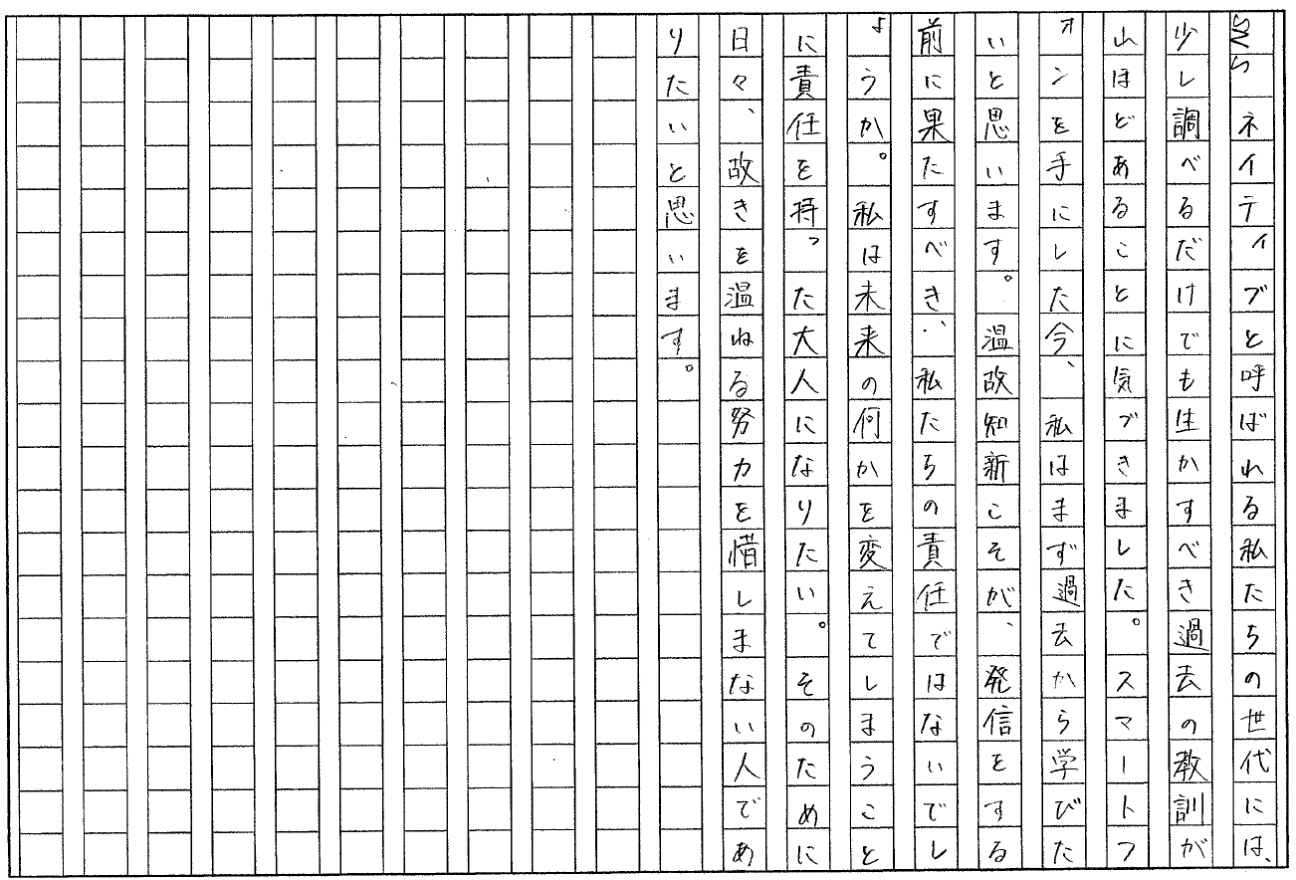 SNSネイティブと呼ばれる私たちの世代には、
少し調べるだけでも生かすべき過去の教訓が
山ほどあることに気づきました。スマートフ
ォンを手にした今、私はまず過去から学びた
いと思います。温故知新こそが、発信をする
前に果たすべき、私たちの責任ではないでし
ょうか。私は未来の何かを変えてしまうこと
に責任を持った大人になりたい。そのために
日々、故きを温ねる努力を惜しまない人であ
りたいと思います。